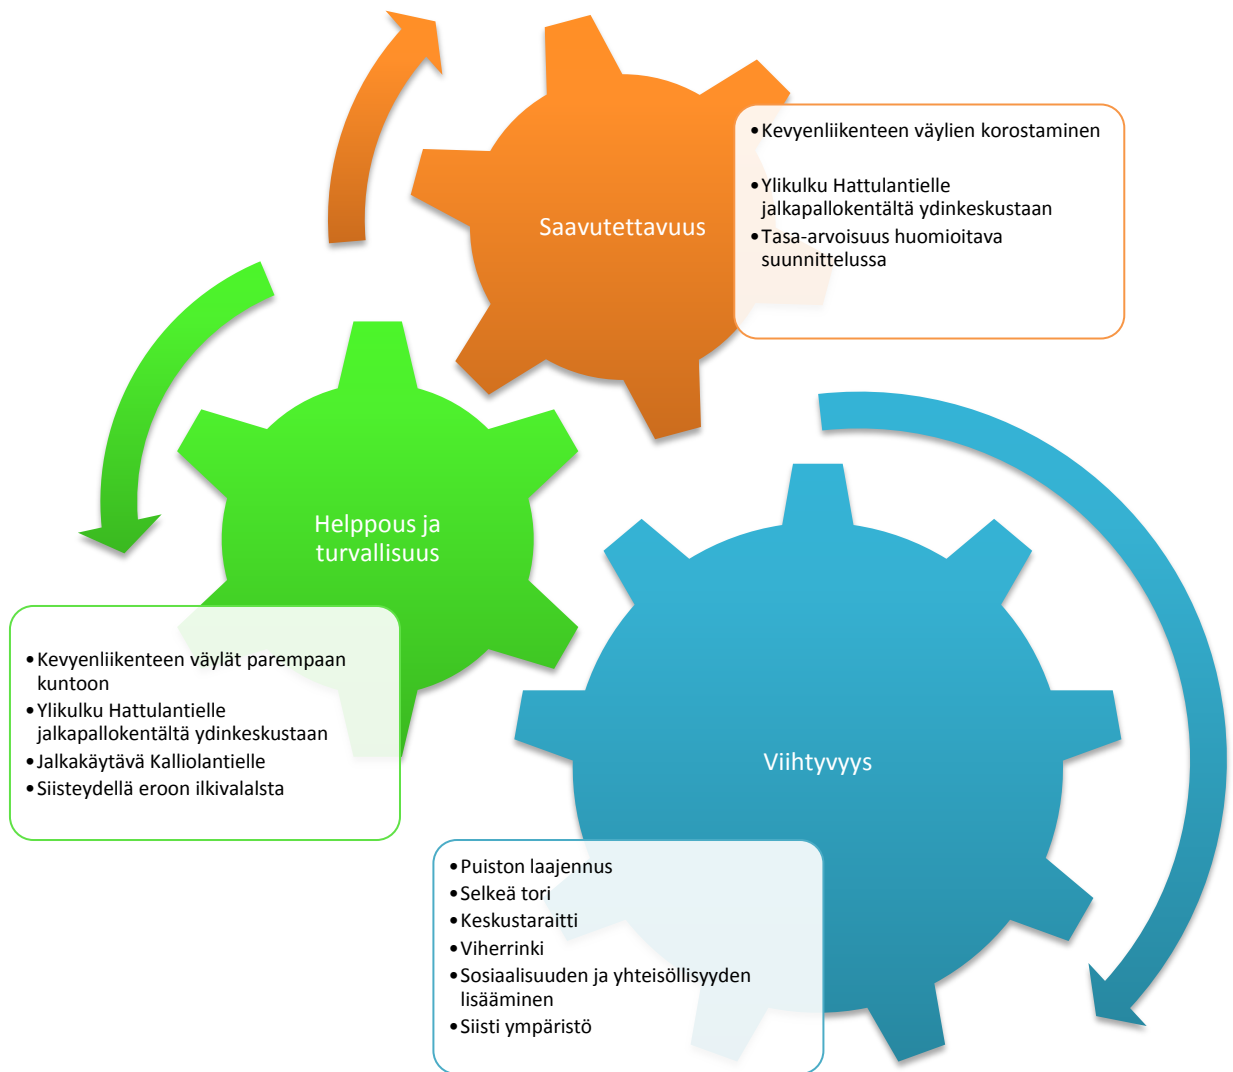 Saavutettavuus
•Kevyenliikenteen väylien korostaminen
•Ylikulku Hattulantielle
jalkapallokentältä ydinkeskustaan
•Tasa-arvoisuus huomioitava
suunnittelussa
Helppous ja
turvallisuus
•Kevyenliikenteen väylät parempaan
kuntoon
•Ylikulku Hattulantielle
jalkapallokentältä ydinkeskustaan
•Jalkakäytävä Kalliolantielle
•Siisteydellä eroon ilkivalalsta
Viihtyvyys
•Puiston laajennus
•Selkeä tori
•Keskustaraitti
•Viherrinki
•Sosiaalisuuden ja yhteisöllisyyden
lisääminen
•Siisti ympäristö